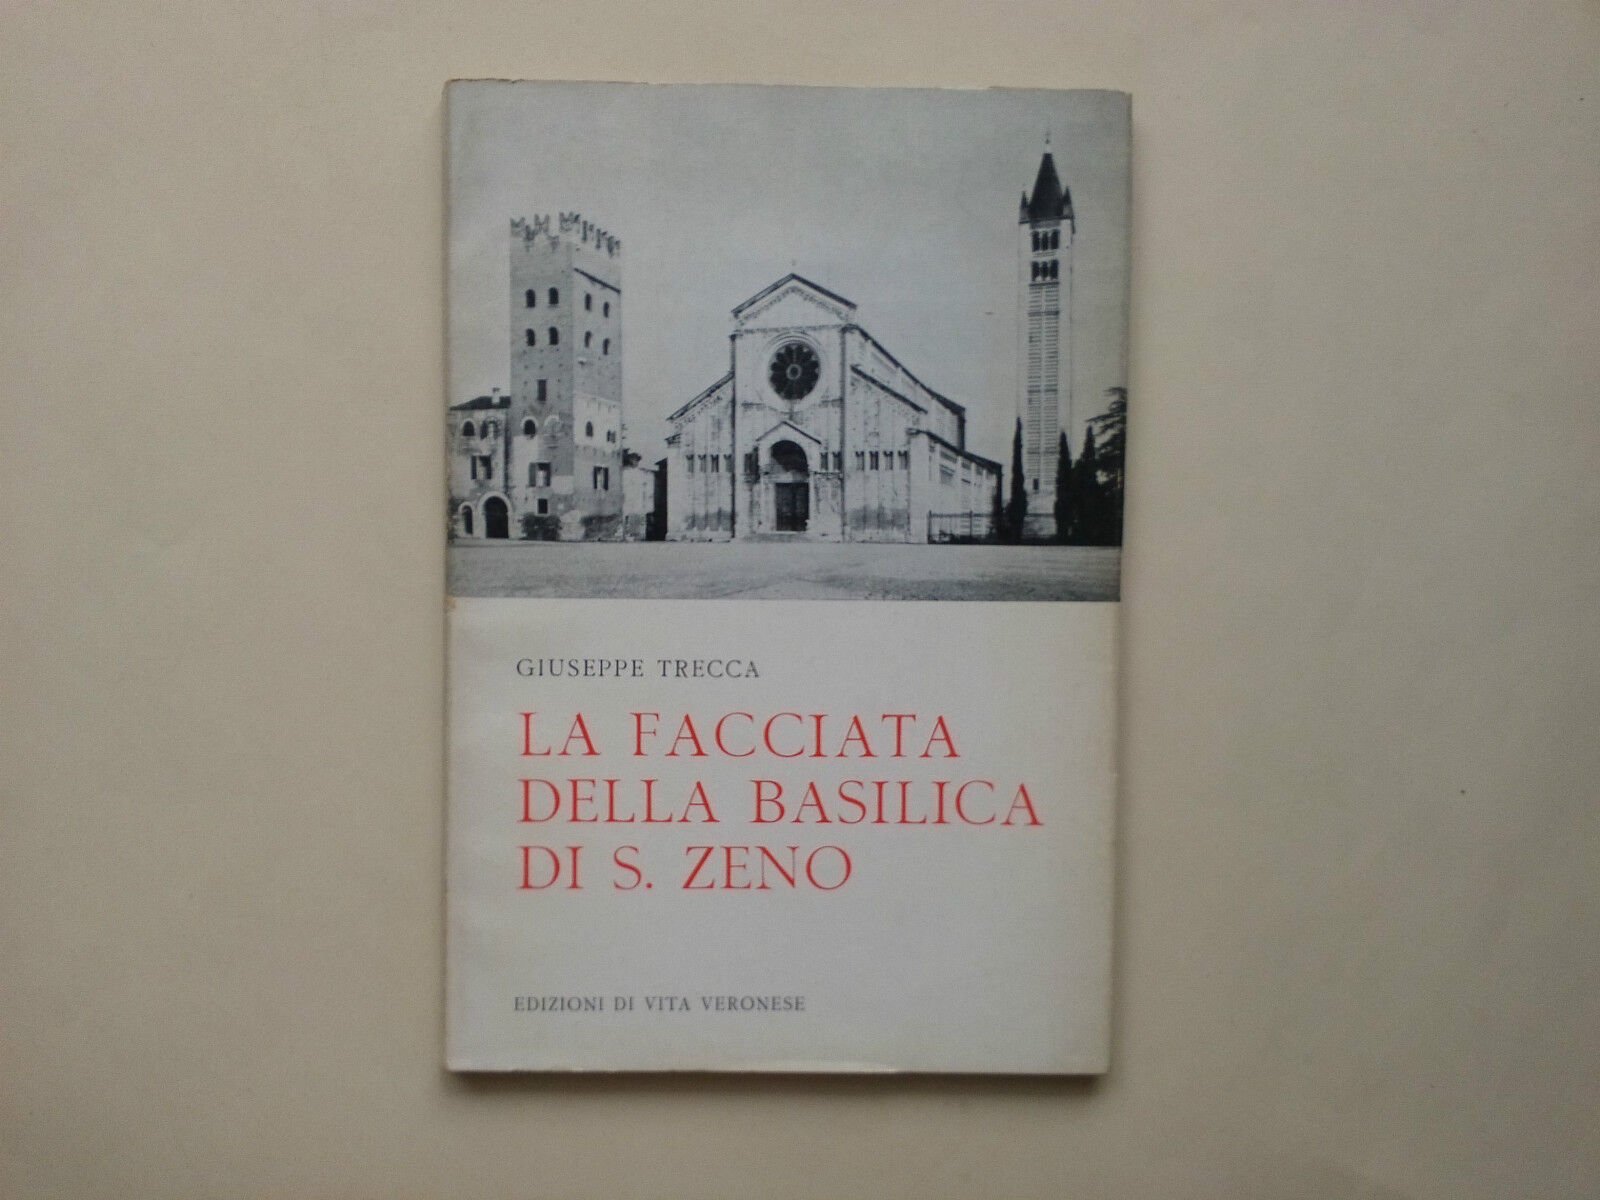 GIUSEPPE TRECCA
LA FACCIATA
DELLA BASILICA
DI S. ZENO
EDIZIONI DI VITA VERONESE